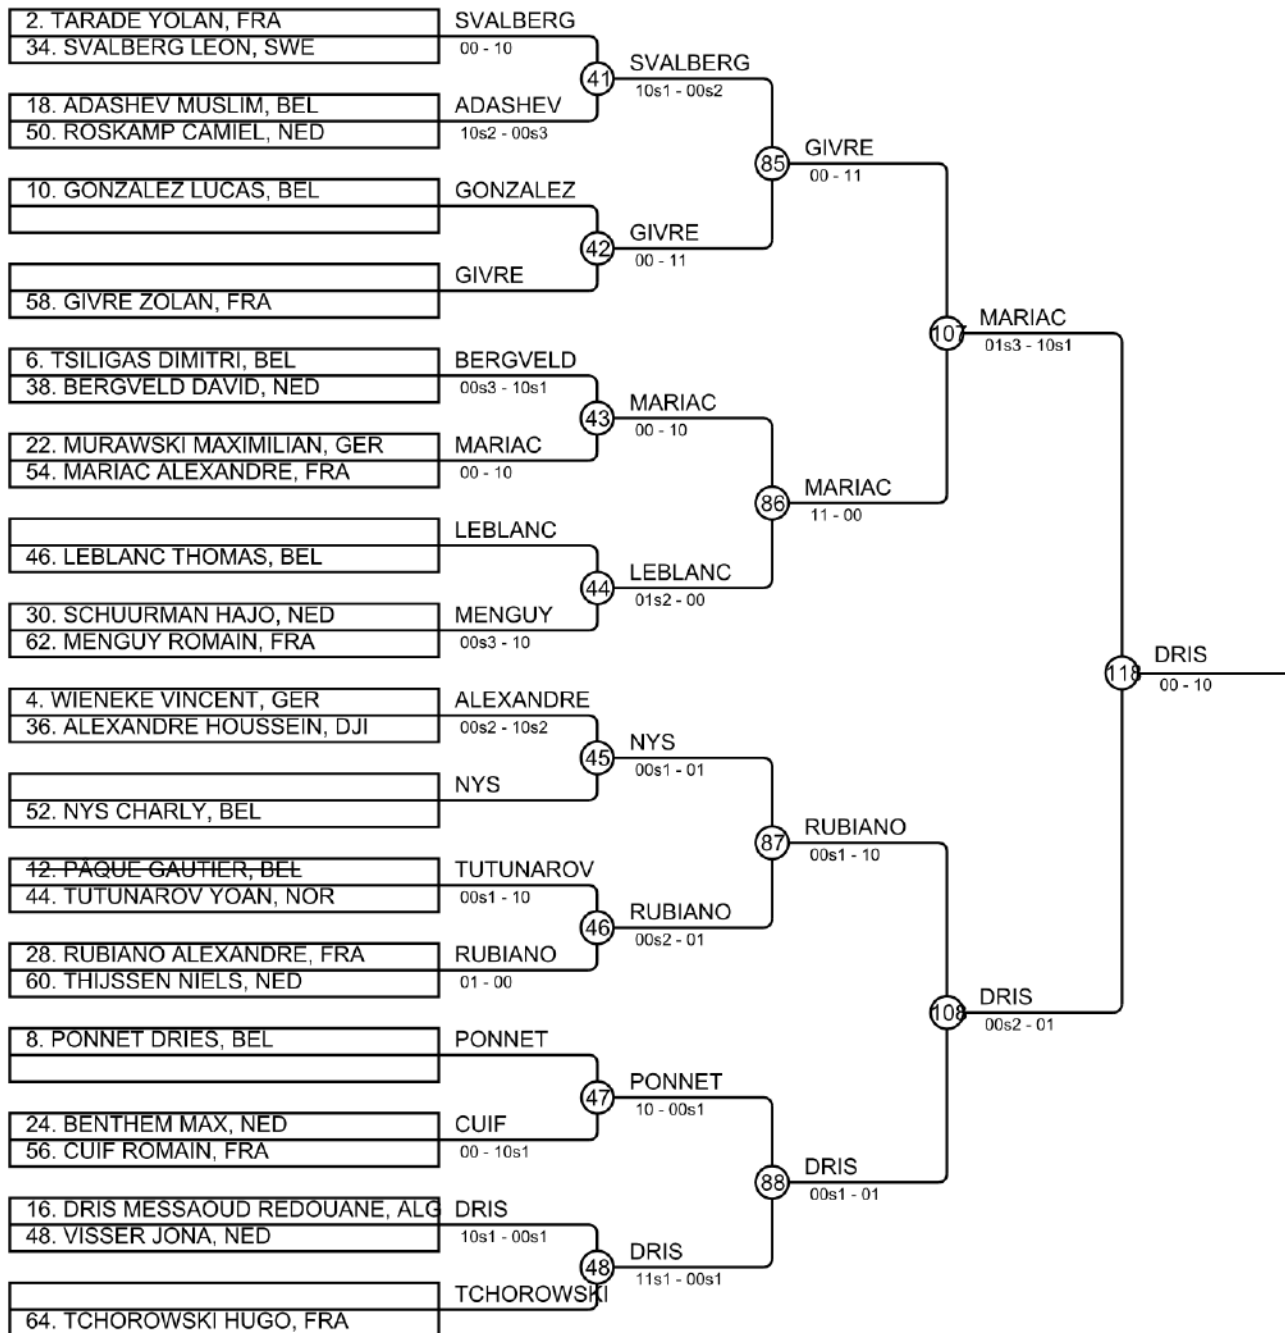 2. TARADE YOLAN, FRA
34. SVALBERG LEON, SWE
SVALBERG
00 - 10
41
SVALBERG
10s1 - 00s2
18. ADASHEV MUSLIM, BEL
50. ROSKAMP CAMIEL, NED
ADASHEV
10s2 - 00s3
85
GIVRE
00 - 11
10. GONZALEZ LUCAS, BEL
GONZALEZ
42
GIVRE
00 - 11
GIVRE
58. GIVRE ZOLAN, FRA
107
MARIAC
01s3 - 10s1
6. TSILIGAS DIMITRI, BEL
38. BERGVELD DAVID, NED
BERGVELD
00s3 - 10s1
43
MARIAC
00 - 10
22. MURAWSKI MAXIMILIAN, GER
54. MARIAC ALEXANDRE, FRA
MARIAC
00 - 10
86
MARIAC
11 - 00
LEBLANC
46. LEBLANC THOMAS, BEL
44
LEBLANC
01s2 - 00
30. SCHUURMAN HAJO, NED
62. MENGUY ROMAIN, FRA
MENGUY
00s3 - 10
118
DRIS
00 - 10
4. WIENEKE VINCENT, GER
36. ALEXANDRE HOUSSEIN, DJI
ALEXANDRE
00s2 - 10s2
45
NYS
00s1 - 01
NYS
52. NYS CHARLY, BEL
87
RUBIANO
00s1 - 10
12. PAQUE GAUTIER, BEL
44. TUTUNAROV YOAN, NOR
TUTUNAROV
00s1 - 10
46
RUBIANO
00s2 - 01
28. RUBIANO ALEXANDRE, FRA
60. THIJSSEN NIELS, NED
RUBIANO
01 - 00
108
DRIS
00s2 - 01
8. PONNET DRIES, BEL
PONNET
47
PONNET
10 - 00s1
24. BENTHEM MAX, NED
56. CUIF ROMAIN, FRA
CUIF
00 - 10s1
88
DRIS
00s1 - 01
16. DRIS MESSAOUD REDOUANE, ALG
48. VISSER JONA, NED
DRIS
10s1 - 00s1
48
DRIS
11s1 - 00s1
TCHOROWSKI
64. TCHOROWSKI HUGO, FRA